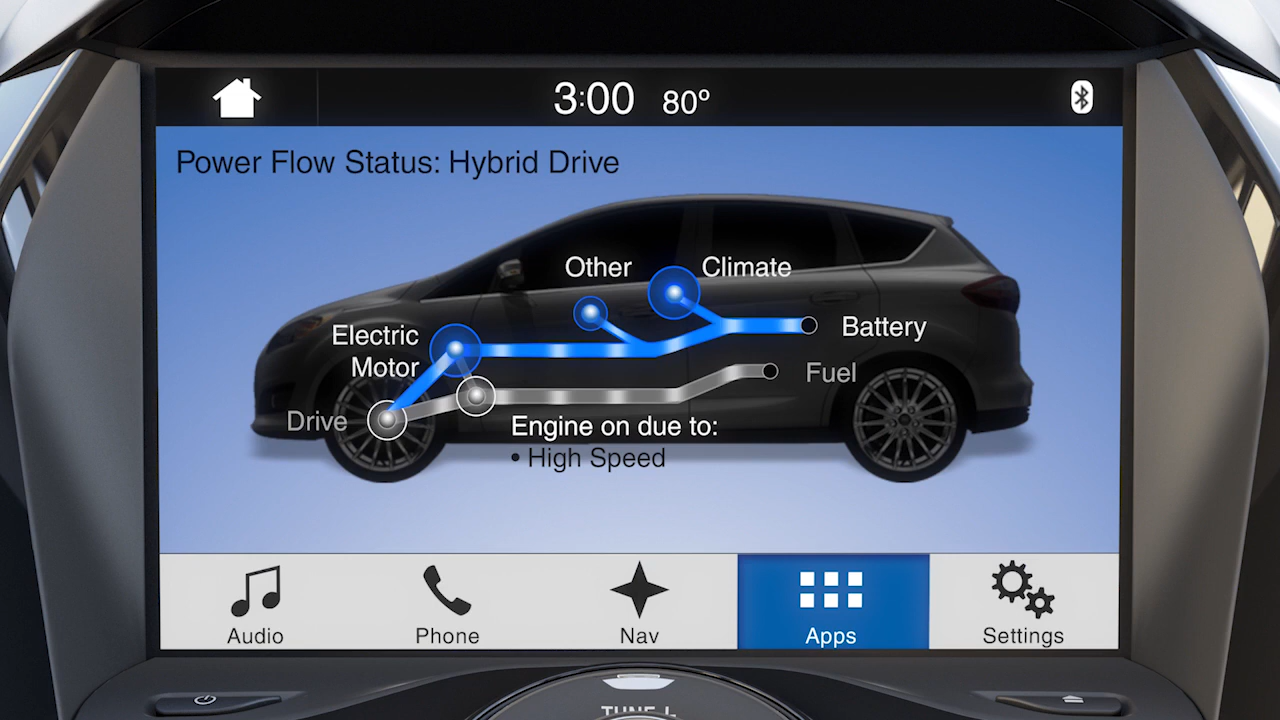 3:00 80º
Power Flow Status: Hybrid Drive
Other
Climate
Electric
Motor
Battery
Fuel
Drive
Engine on due to:
• High Speed
Audio
Phone
Nav
Apps
Settings